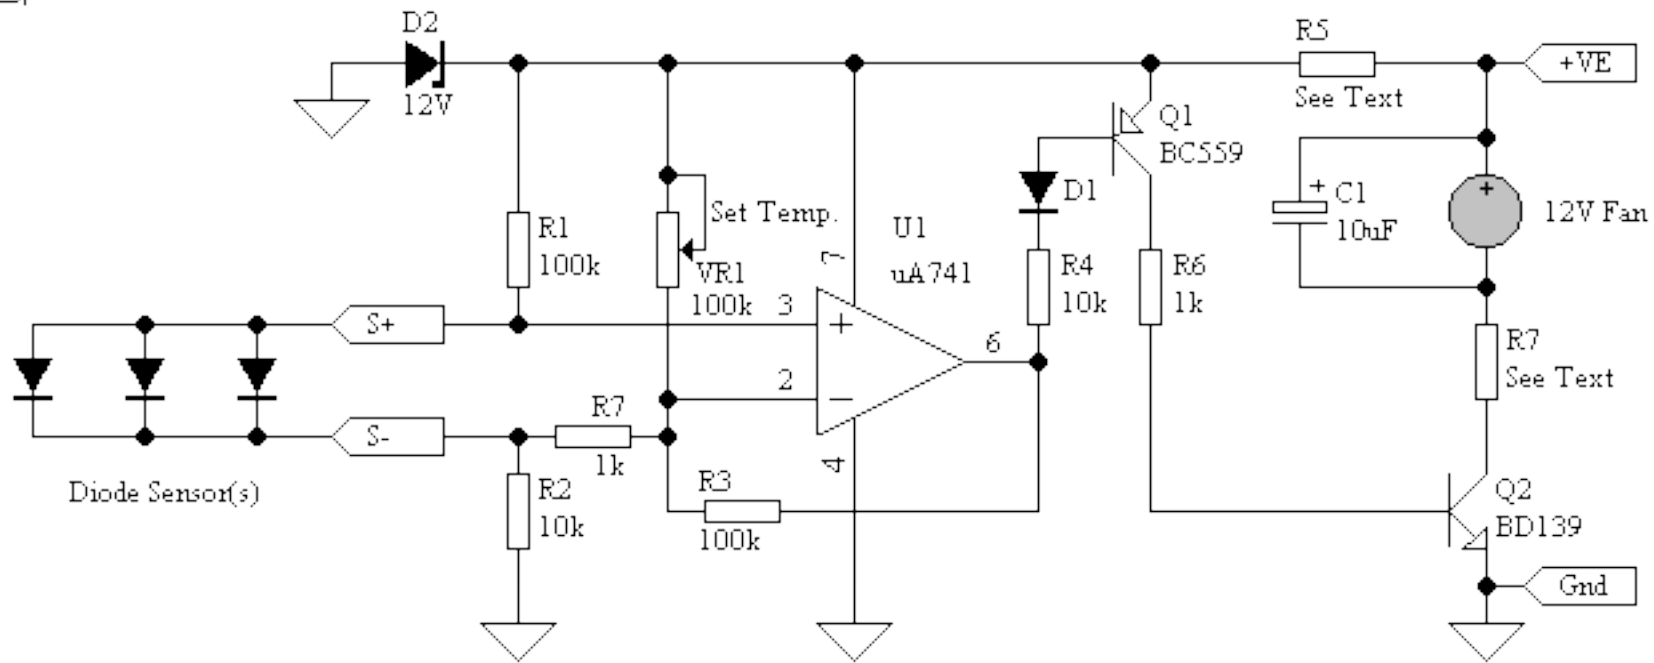 D2
12V
R5
See Text
+VE
Q1
BC559
D1
Set Temp.
VR1
100k
R1
100k
U1
uA741
7
3
+
2
−
6
4
R4
10k
R6
1k
+
C1
10uF
+
12V Fan
R7
See Text
S+
S-
Diode Sensor(s)
R7
1k
R2
10k
R3
100k
Q2
BD139
Gnd